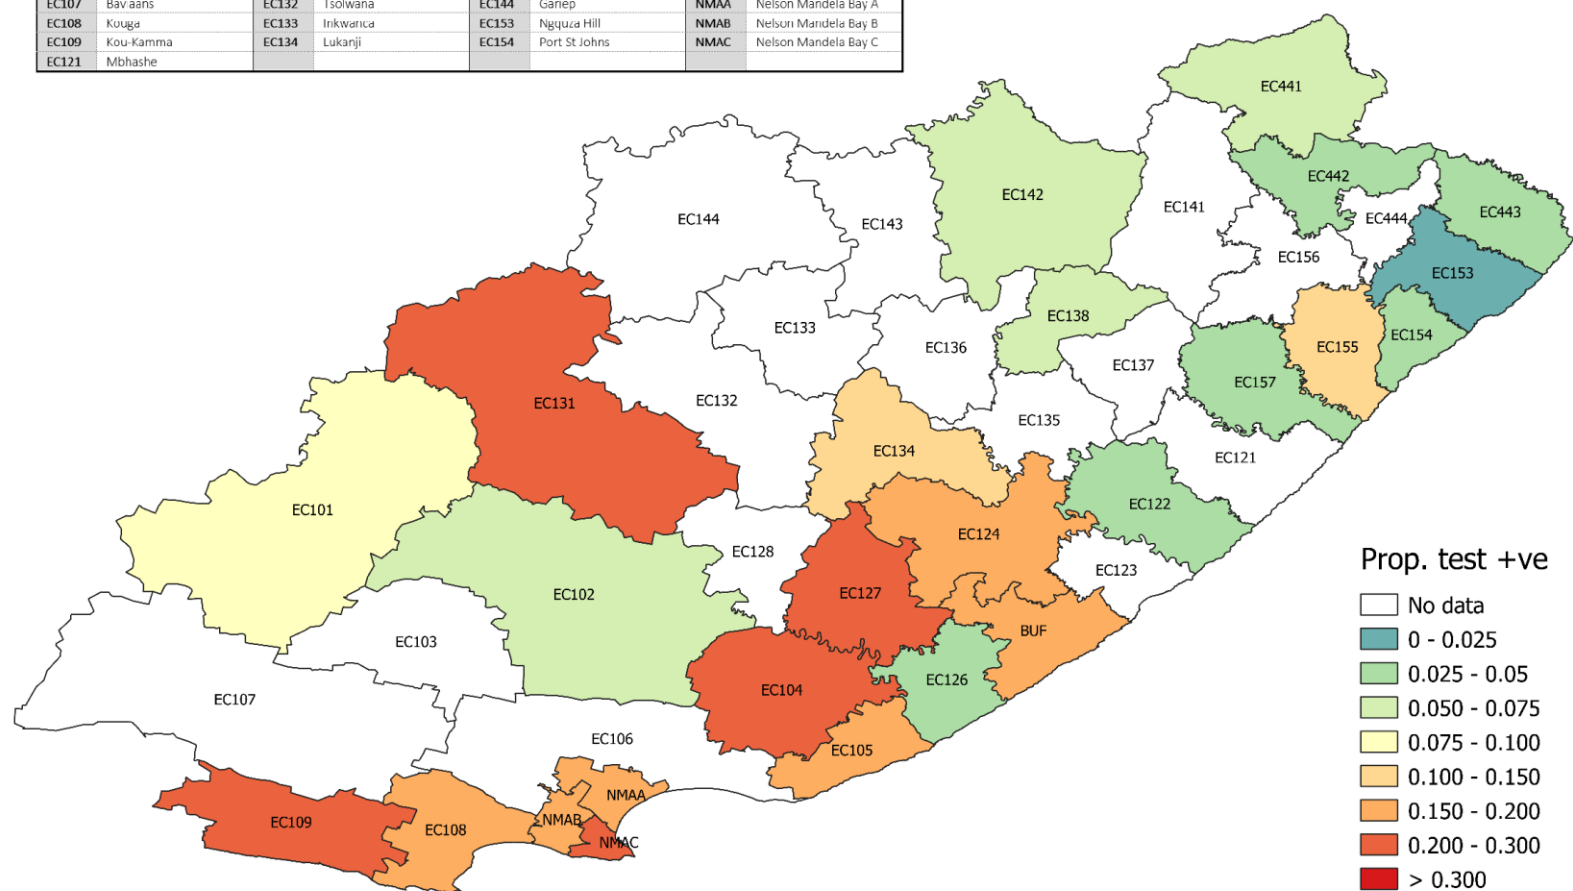 EC107 Baviaans EC132 Tsolwana EC144 Gariep NMAA Nelson Mandela Bay A
EC108 Kouga EC133 Inkwanca EC153 Ngquza Hill NMAB Nelson Mandela Bay B
EC109 Kou-Kamma EC134 Lukanji EC154 Port St Johns NMAC Nelson Mandela Bay C
EC121 Mbhashe
EC441
EC442
EC142
EC141
EC444
EC443
EC144
EC143
EC156
EC153
EC138
EC133
EC136
EC155
EC154
EC137
EC157
EC131
EC132
EC135
EC134
EC121
EC101
EC122
EC124
EC128
EC123
EC102
EC127
BUF
EC103
EC126
EC104
EC107
EC106
EC105
NMAA
EC109
EC108
NMAB
NMAC
Prop. test +ve
No data
0 - 0.025
0.025 - 0.05
0.050 - 0.075
0.075 - 0.100
0.100 - 0.150
0.150 - 0.200
0.200 - 0.300
> 0.300